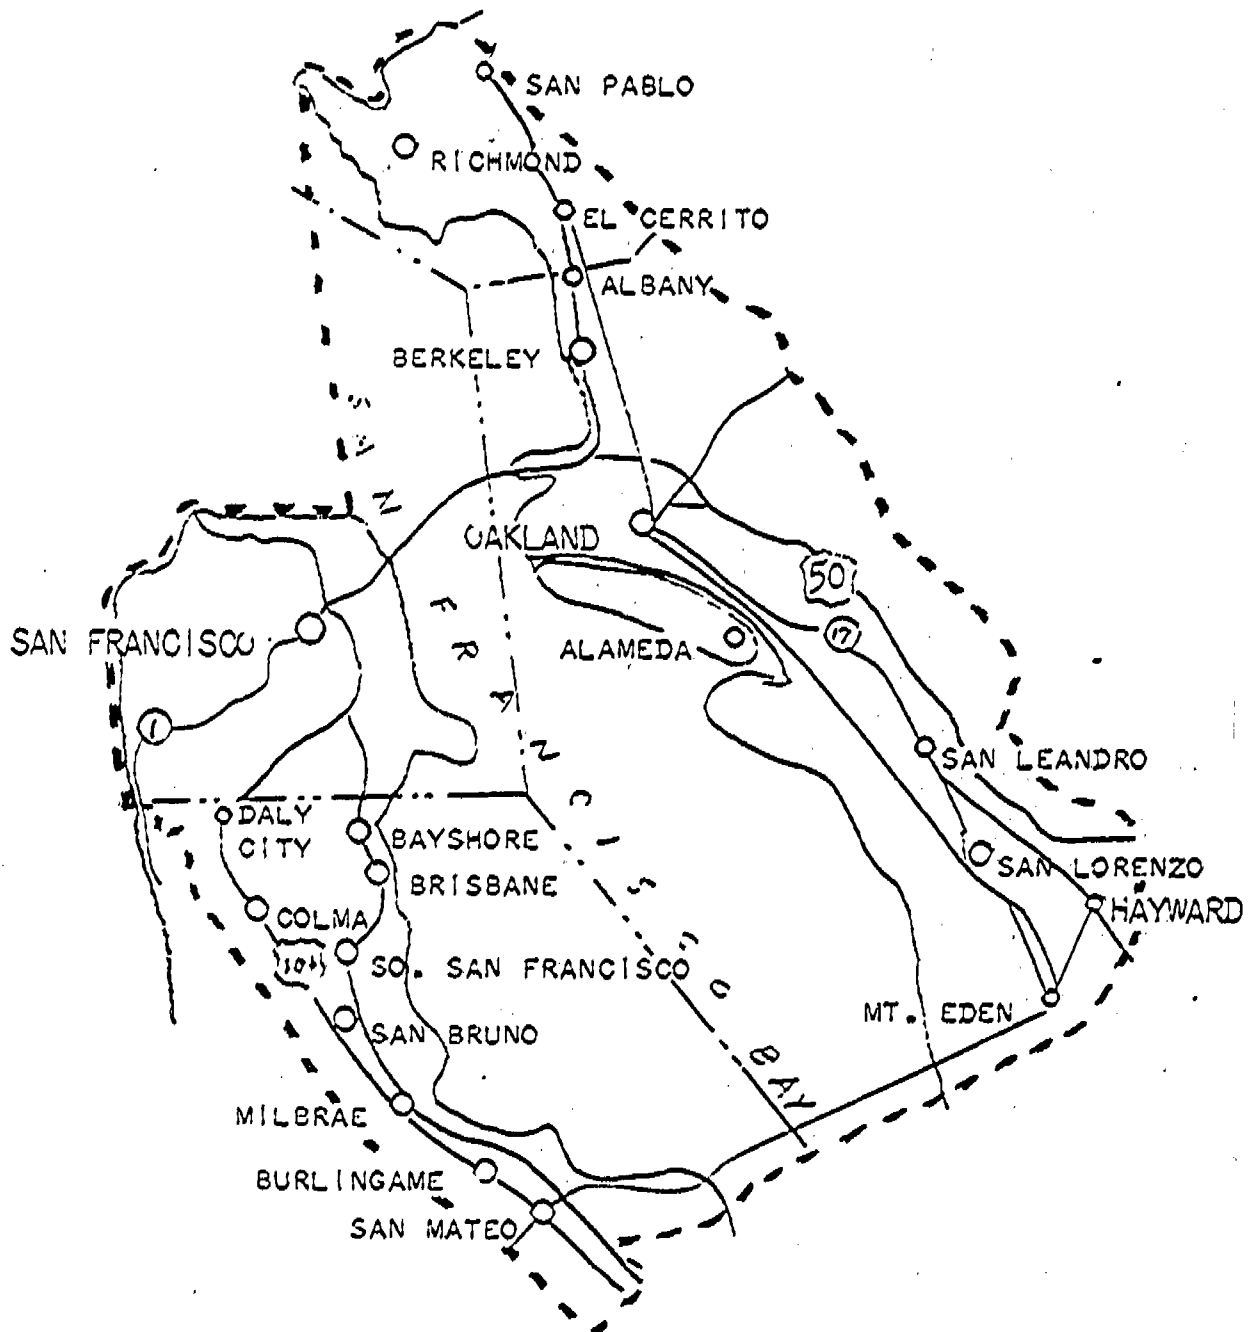 SAN PABLO
RICHMOND
EL CERRITO
ALBANY
BERKELEY
OAKLAND
50
17
SAN FRANCISCO
ALAMEDA
1
SAN LEANDRO
DALY
CITY
BAYSHORE
SAN LORENZO
BRISBANE
HAYWARD
COLMA
SO. SAN FRANCISCO
MT. EDEN
SAN BRUNO
MILBRAE
BURLINGAME
SAN MATEO
SAN FRANCISCO BAY